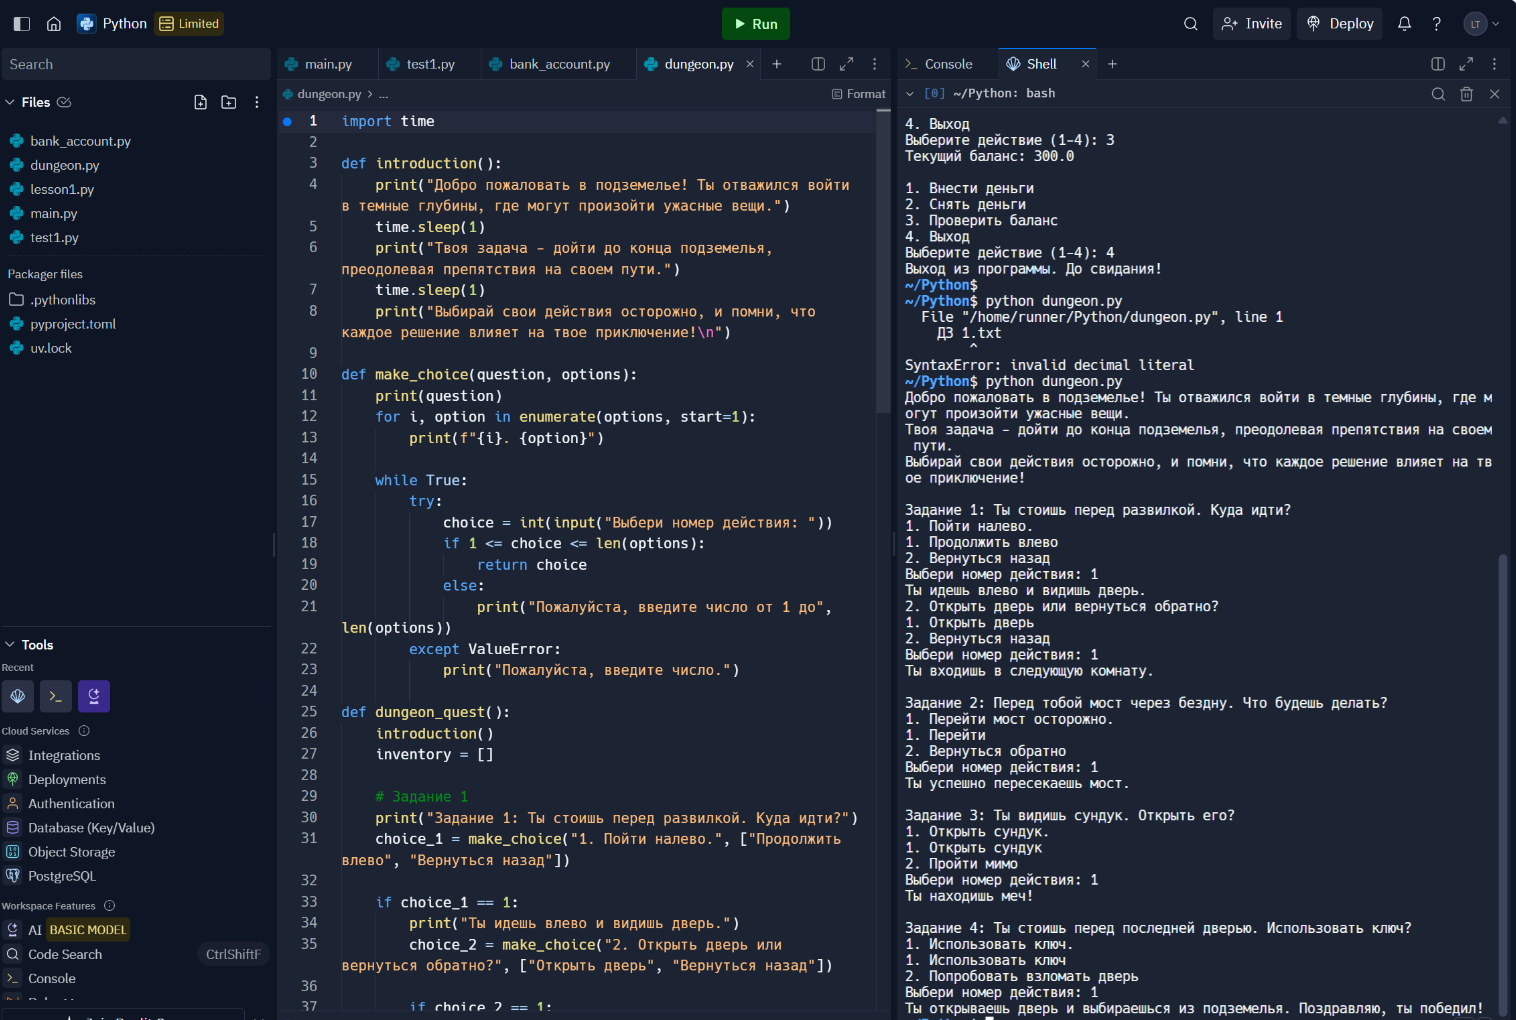 Python
Limited
Run
Invite
Deploy
?
LT
Search
Files
bank_account.py
dungeon.py
lesson1.py
main.py
test1.py
Packager files
.pythonlibs
pyproject.toml
uv.lock
Tools
Recent
Cloud Services
Integrations
Deployments
Authentication
Database (Key/Value)
Object Storage
PostgreSQL
Workspace Features
AI BASIC MODEL
Code Search CtrlShiftF
Console
main.py
test1.py
bank_account.py
dungeon.py
dungeon.py > ...
Format
1 import time
2
3 def introduction():
4 print("Добро пожаловать в подземелье! Ты отважился войти
в темные глубины, где могут произойти ужасные вещи.")
5 time.sleep(1)
6 print("Твоя задача - дойти до конца подземелья,
преодолевая препятствия на своем пути.")
7 time.sleep(1)
8 print("Выбирай свои действия осторожно, и помни, что
каждое решение влияет на твое приключение!\n")
9
10 def make_choice(question, options):
11 print(question)
12 for i, option in enumerate(options, start=1):
13 print(f"{i}. {option}")
14
15 while True:
16 try:
17 choice = int(input("Выбери номер действия: "))
18 if 1 <= choice <= len(options):
19 return choice
20 else:
21 print("Пожалуйста, введите число от 1 до",
len(options))
22 except ValueError:
23 print("Пожалуйста, введите число.")
24
25 def dungeon_quest():
26 introduction()
27 inventory = []
28
29 # Задание 1
30 print("Задание 1: Ты стоишь перед развилкой. Куда идти?")
31 choice_1 = make_choice("1. Пойти налево.", ["Продолжить
влево", "Вернуться назад"])
32
33 if choice_1 == 1:
34 print("Ты идешь влево и видишь дверь.")
35 choice_2 = make_choice("2. Открыть дверь или
вернуться обратно?", ["Открыть дверь", "Вернуться назад"])
36
37 if choice_2 == 1:
Console
Shell
[0] ~/Python: bash
4. Выход
Выберите действие (1-4): 3
Текущий баланс: 300.0
1. Внести деньги
2. Снять деньги
3. Проверить баланс
4. Выход
Выберите действие (1-4): 4
Выход из программы. До свидания!
~/Python$
~/Python$ python dungeon.py
File "/home/runner/Python/dungeon.py", line 1
ДЗ 1.txt
^
SyntaxError: invalid decimal literal
~/Python$ python dungeon.py
Добро пожаловать в подземелье! Ты отважился войти в темные глубины, где м
огут произойти ужасные вещи.
Твоя задача - дойти до конца подземелья, преодолевая препятствия на своем
пути.
Выбирай свои действия осторожно, и помни, что каждое решение влияет на тв
ое приключение!
Задание 1: Ты стоишь перед развилкой. Куда идти?
1. Пойти налево.
1. Продолжить влево
2. Вернуться назад
Выбери номер действия: 1
Ты идешь влево и видишь дверь.
2. Открыть дверь или вернуться обратно?
1. Открыть дверь
2. Вернуться назад
Выбери номер действия: 1
Ты входишь в следующую комнату.
Задание 2: Перед тобой мост через бездну. Что будешь делать?
1. Перейти мост осторожно.
1. Перейти
2. Вернуться обратно
Выбери номер действия: 1
Ты успешно пересекаешь мост.
Задание 3: Ты видишь сундук. Открыть его?
1. Открыть сундук.
1. Открыть сундук
2. Пройти мимо
Выбери номер действия: 1
Ты находишь меч!
Задание 4: Ты стоишь перед последней дверью. Использовать ключ?
1. Использовать ключ.
1. Использовать ключ
2. Попробовать взломать дверь
Выбери номер действия: 1
Ты открываешь дверь и выбираешься из подземелья. Поздравляю, ты победил!